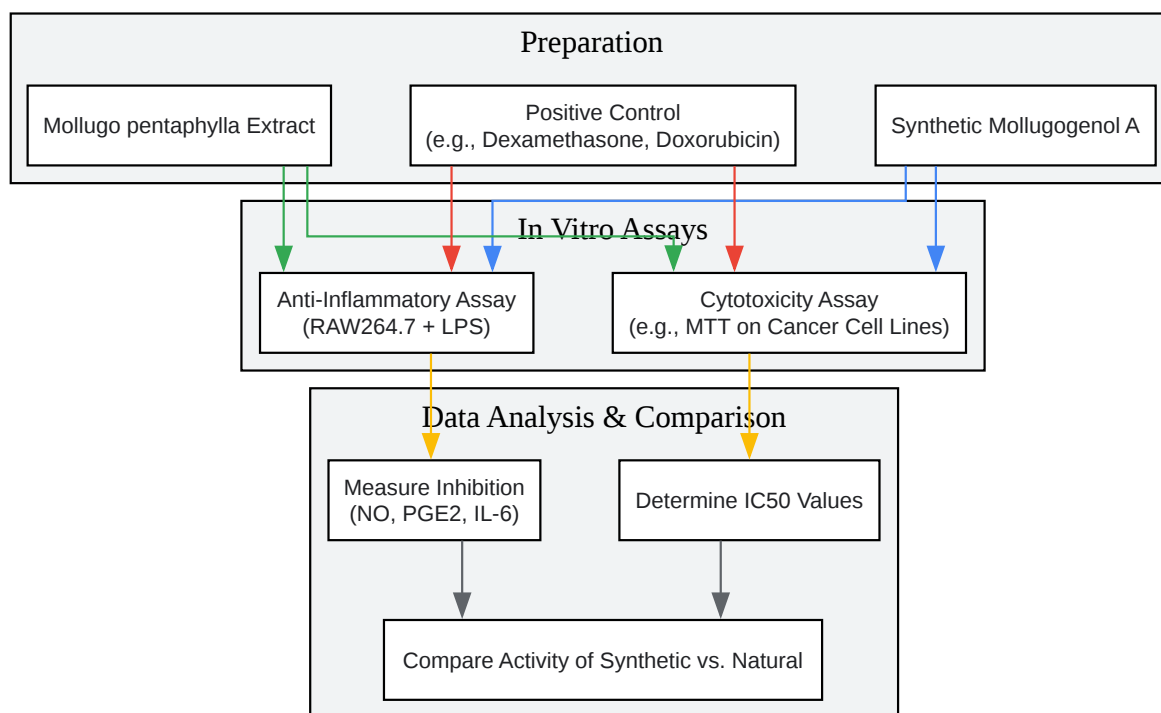 Preparation
Mollugo pentaphylla Extract
Positive Control
(e.g., Dexamethasone, Doxorubicin)
Synthetic Mollugogenol A
In Vitro Assays
Anti-Inflammatory Assay
(RAW264.7 + LPS)
Cytotoxicity Assay
(e.g., MTT on Cancer Cell Lines)
Data Analysis & Comparison
Measure Inhibition
(NO, PGE2, IL-6)
Determine IC50 Values
Compare Activity of Synthetic vs. Natural